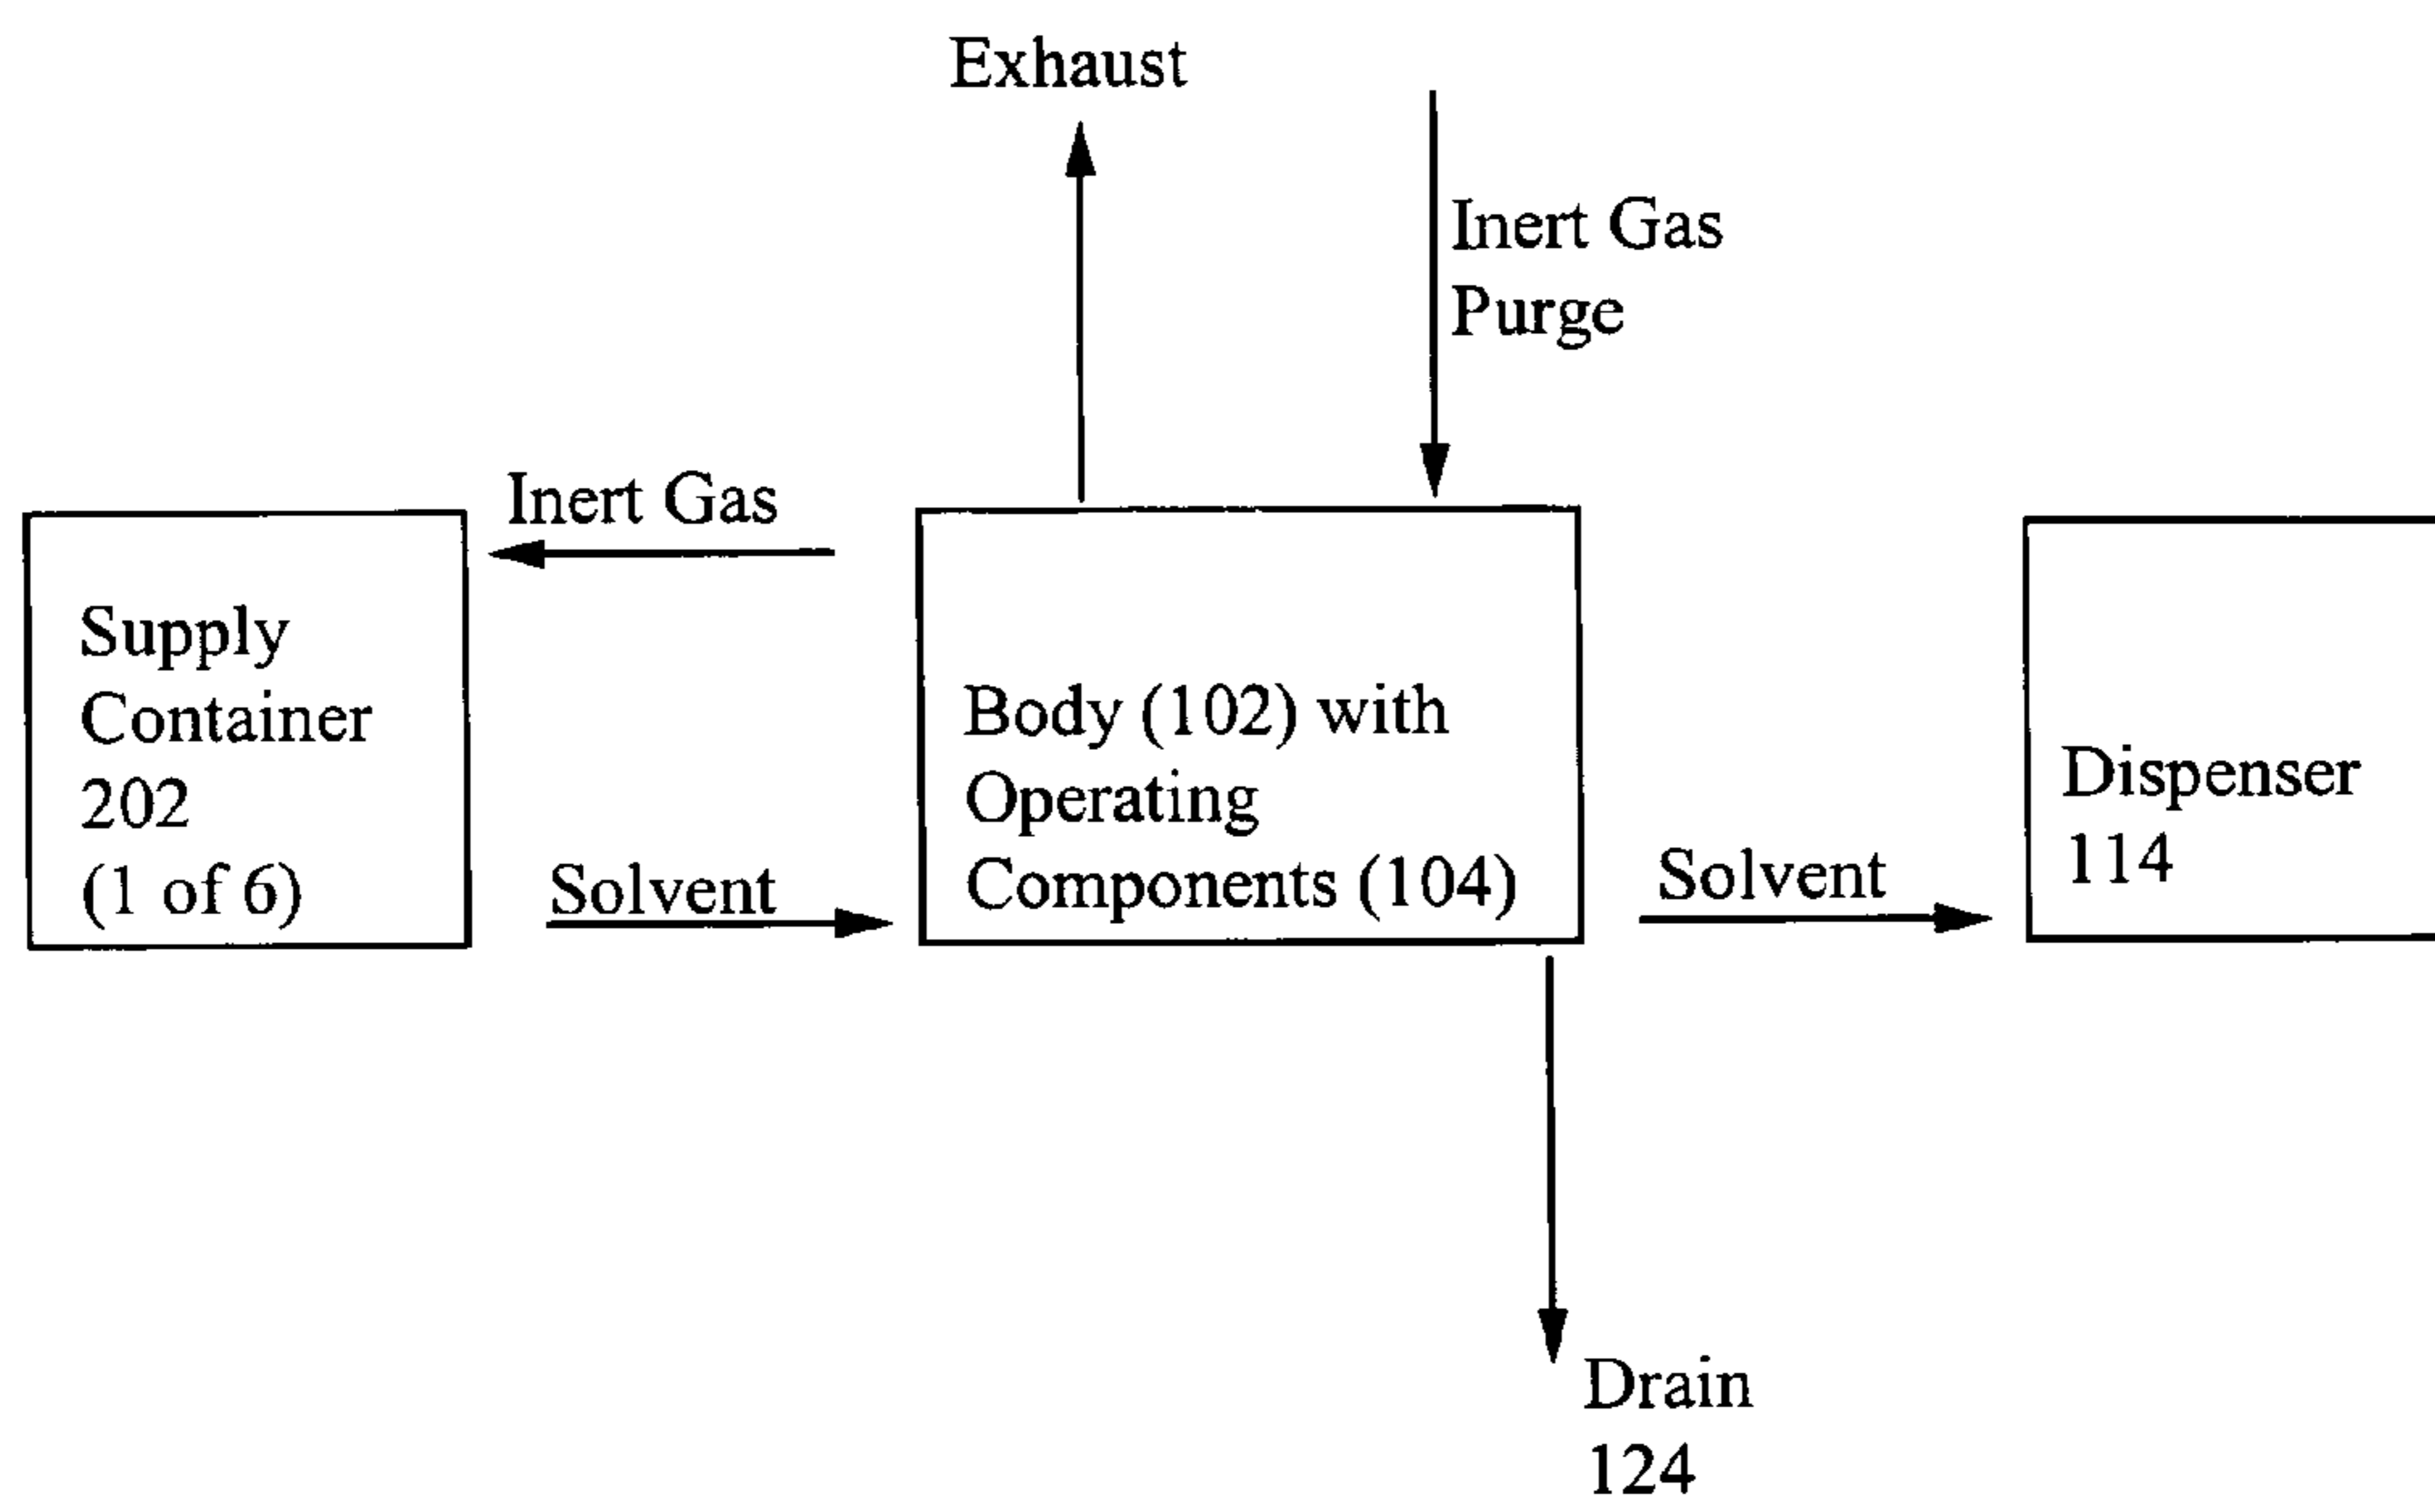 Exhaust
Inert Gas
Purge
Inert Gas
Supply
Container
202
(1 of 6)
Solvent
Body (102) with
Operating
Components (104)
Solvent
Dispenser
114
Drain
124